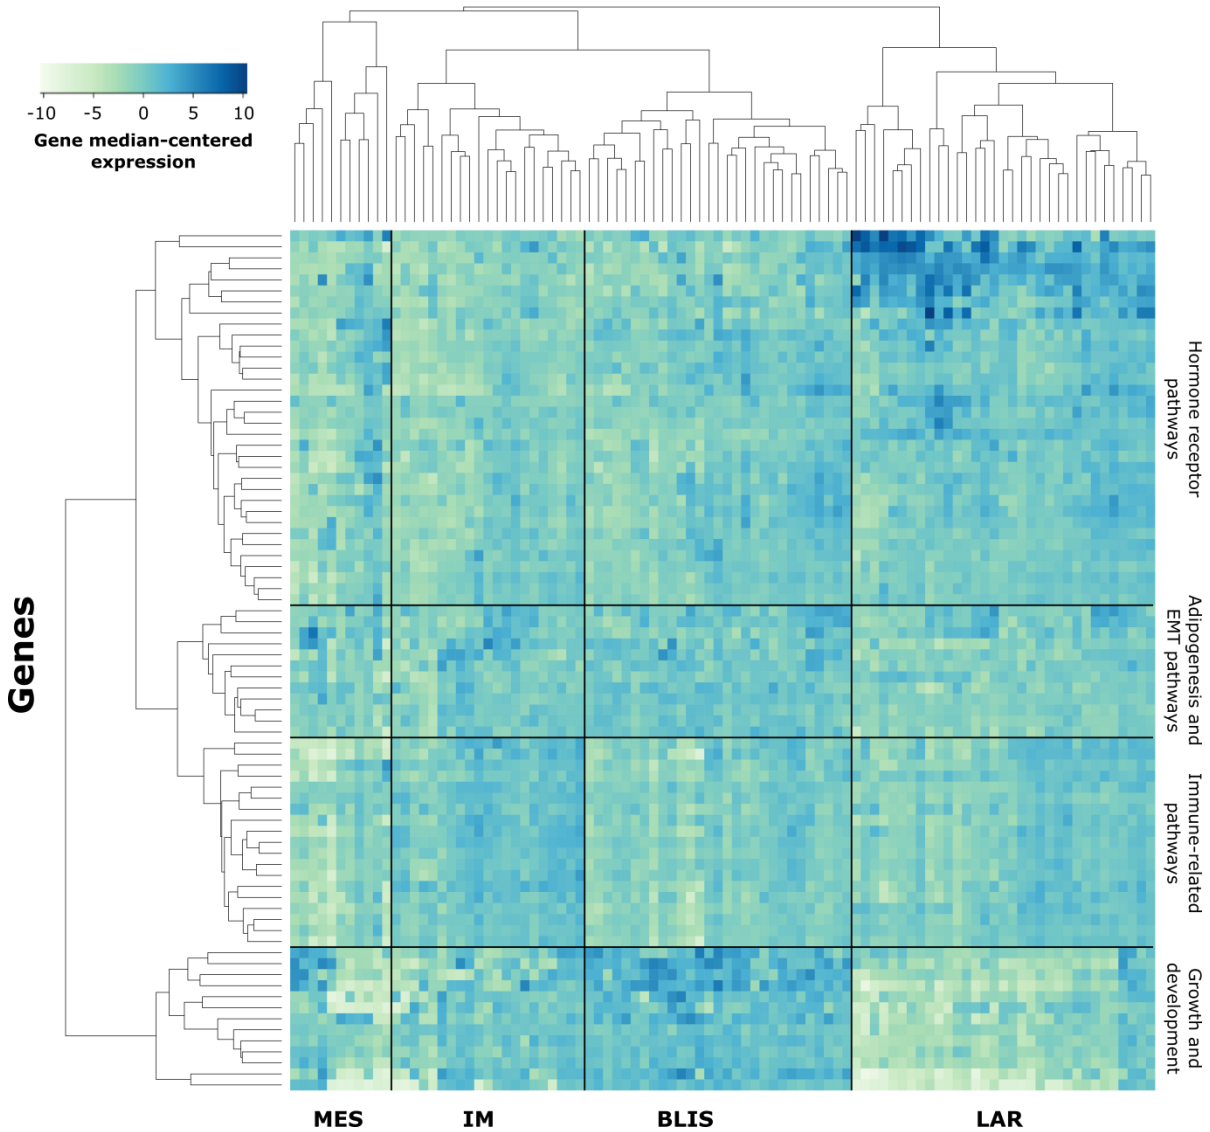 -10 -5 0 5 10
Gene median-centered
expression
Genes
Hormone receptor
pathways
Adipogenesis and
EMT pathways
Immune-related
pathways
Growth and
development
MES IM BLIS LAR